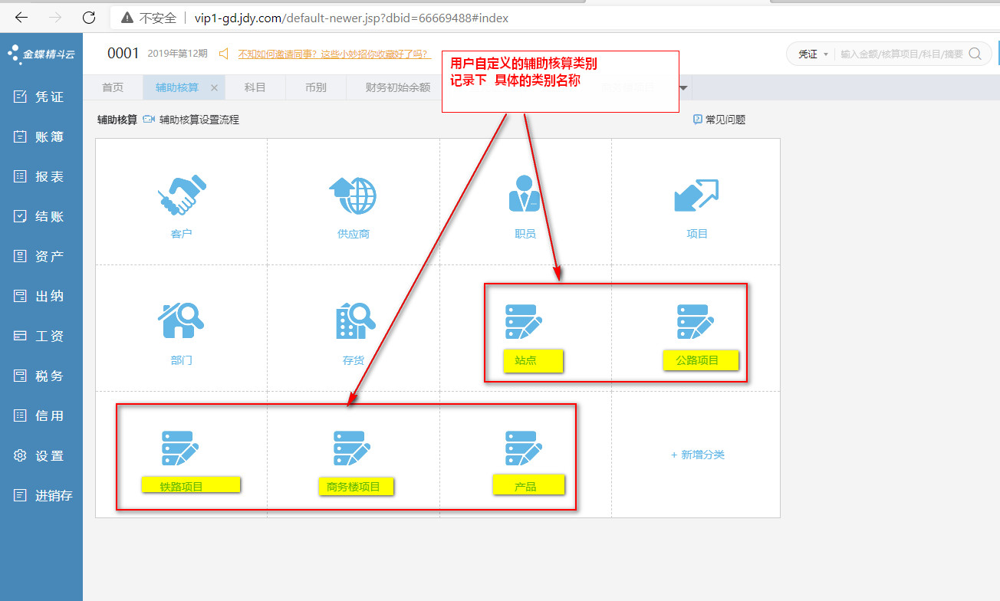 不安全 vip1-gd.jdy.com/default-newer.jsp?dbid=66669488#index
金蝶精斗云
0001 2019年第12期 不知如何邀请同事？这些小妙招你收藏好了吗？
用户自定义的辅助核算类别
记录下 具体的类别名称
凭证 输入金额/核算项目/科目/摘要
首页 辅助核算 × 科目 币别 财务初始余额
凭证
账簿
报表
结账
资产
出纳
工资
税务
信用
设置
进销存
辅助核算 辅助核算设置流程 常见问题
客户 供应商 职员 项目
部门 存货 站点 公路项目
铁路项目 商务楼项目 产品 + 新增分类